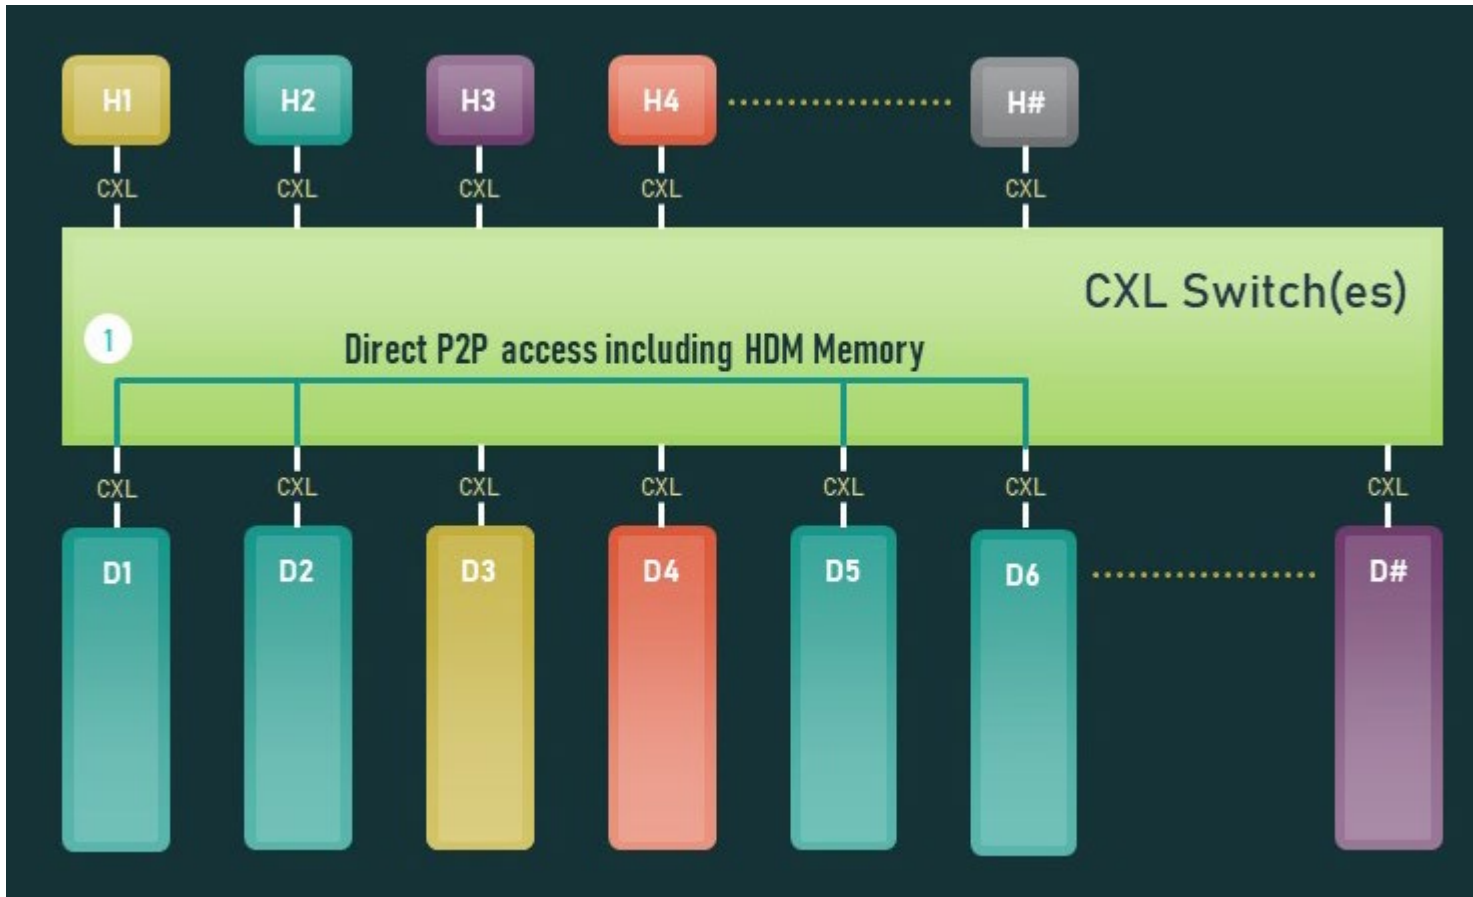 H1 H2 H3 H4 H#
CXL CXL CXL CXL CXL
CXL Switch(es)
1
Direct P2P access including HDM Memory
CXL CXL CXL CXL CXL CXL CXL
D1 D2 D3 D4 D5 D6 D#